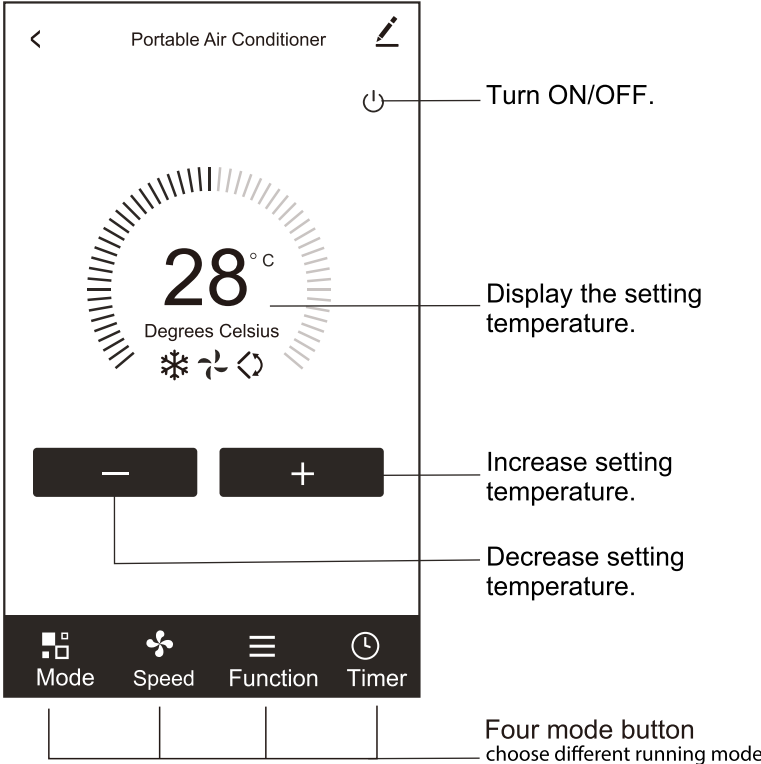 Portable Air Conditioner
Turn ON/OFF.
28°C
Degrees Celsius
Display the setting
temperature.
Increase setting
temperature.
Decrease setting
temperature.
Mode Speed Function Timer
Four mode button
choose different running mode